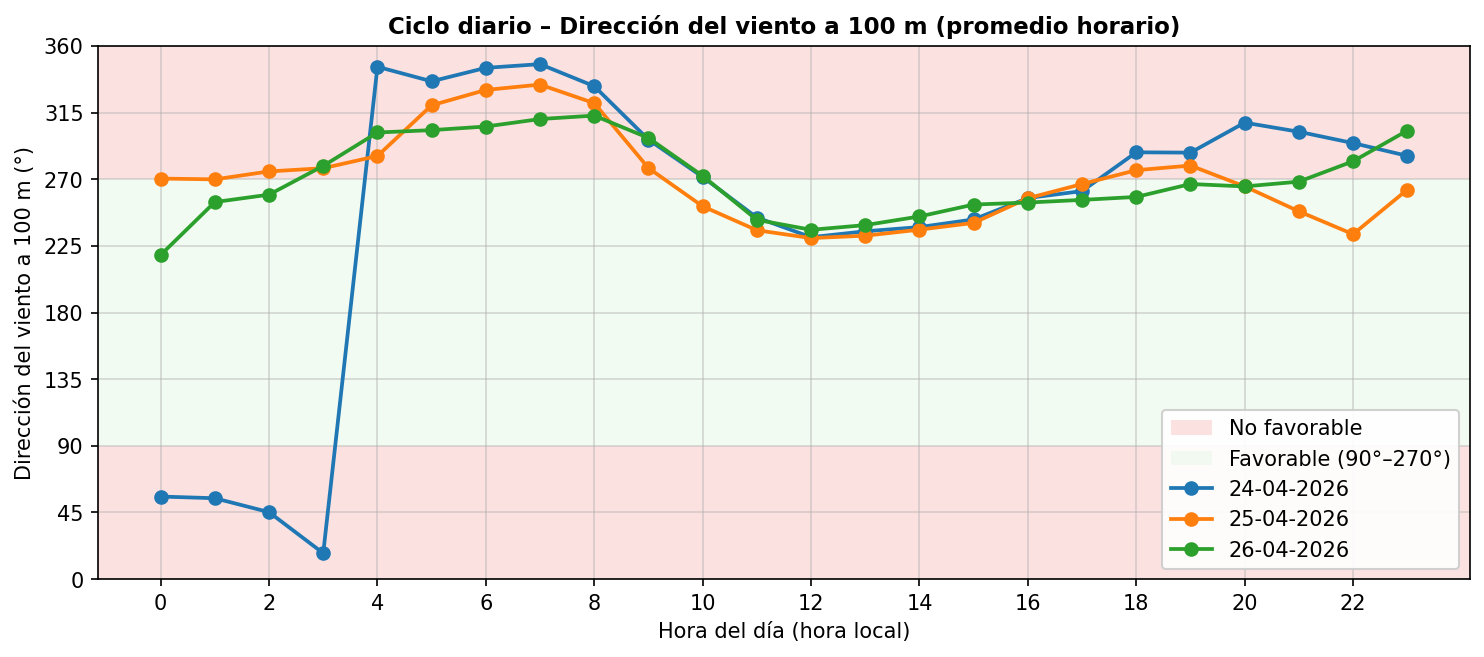 Ciclo diario – Dirección del viento a 100 m (promedio horario)
Dirección del viento a 100 m (°)
360
315
270
225
180
135
90
45
0
0 2 4 6 8 10 12 14 16 18 20 22
Hora del día (hora local)
No favorable
Favorable (90°–270°)
24-04-2026
25-04-2026
26-04-2026